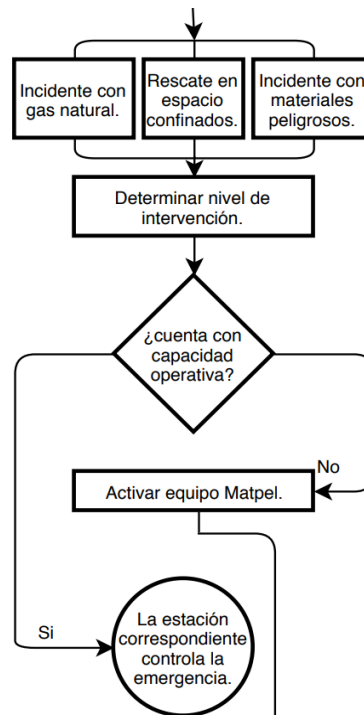 Incidente con
gas natural.
Rescate en
espacio
confinados.
Incidente con
materiales
peligrosos.
Determinar nivel de
intervención.
¿cuenta con
capacidad
operativa?
No
Activar equipo Matpel.
Si
La estación
correspondiente
controla la
emergencia.